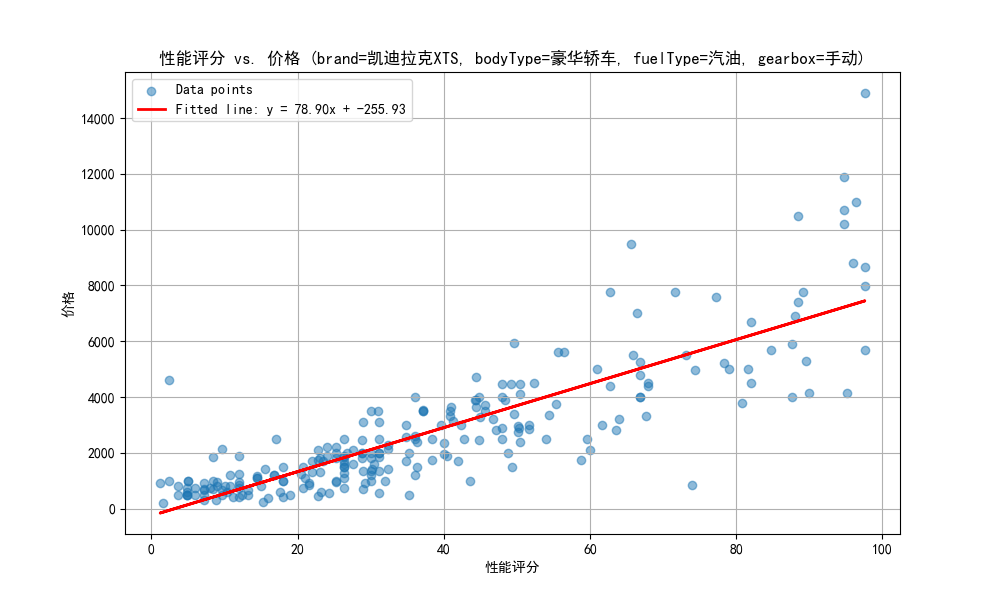 性能评分 vs. 价格 (brand=凯迪拉克XTS, bodyType=豪华轿车, fuelType=汽油, gearbox=手动)
Data points
Fitted line: y = 78.90x + -255.93
14000
12000
10000
8000
6000
4000
2000
0
价格
0 20 40 60 80 100
性能评分